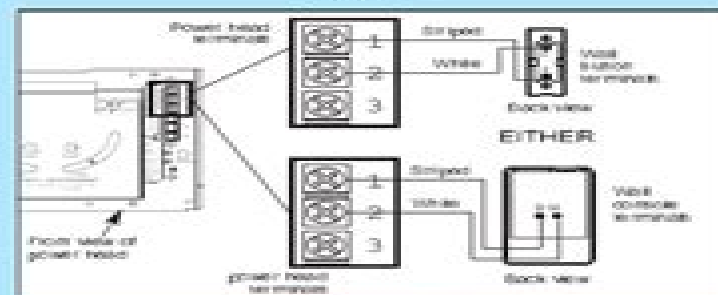 Power head
terminals
1
2
3
Striped
White
Wall
button
terminals
Back view
EITHER
1
2
3
Striped
White
Wall
console
terminals
Back view
Front view of
power head
power head
terminals